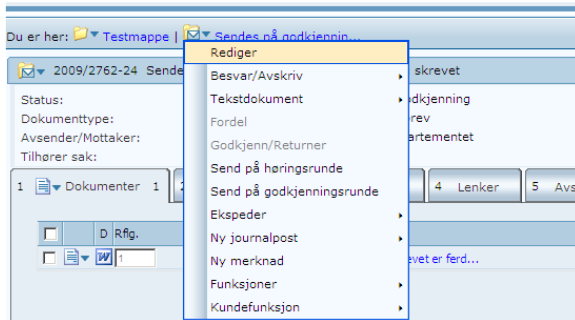 Du er her: Testmappe | Sendes på godkjennin...
2009/2762-24 Sende skrevet
Status: dkjenning
Dokumenttype: rev
Avsender/Mottaker: artementet
Tilhører sak:
Rediger
Besvar/Avskriv
Tekstdokument
Fordel
Godkjenn/Returner
Send på høringsrunde
Send på godkjenningsrunde
Ekspeder
Ny journalpost
Ny merknad
Funksjoner
Kundefunksjon
1 Dokumenter 1 2 4 Lenker 5 Avs
D Rflg.
1 evet er ferd...